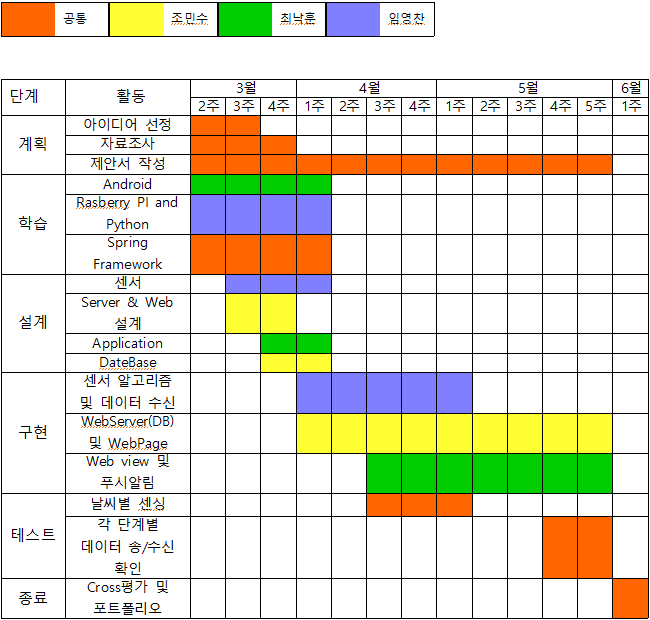 공통 조민수 최낙훈 임영찬
단계 활동 3월 4월 5월 6월
2주 3주 4주 1주 2주 3주 4주 1주 2주 3주 4주 5주 1주
계획
아이디어 선정
자료조사
제안서 작성
학습
Android
Rasberry PI and
Python
Spring
Framework
설계
센서
Server & Web
설계
Application
DateBase
구현
센서 알고리즘
및 데이터 수신
WebServer(DB)
및 WebPage
Web view 및
푸시알림
테스트
날씨별 센싱
각 단계별
데이터 송/수신
확인
종료
Cross평가 및
포트폴리오